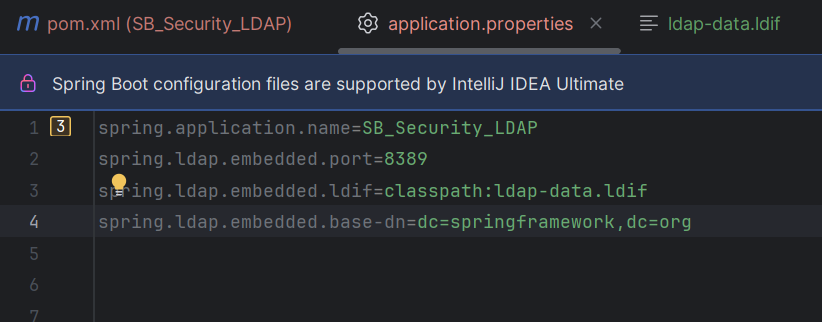 pom.xml (SB_Security_LDAP) application.properties ldap-data.ldif
Spring Boot configuration files are supported by IntelliJ IDEA Ultimate
1 3 spring.application.name=SB_Security_LDAP
2 spring.ldap.embedded.port=8389
3 spring.ldap.embedded.ldif=classpath:ldap-data.ldif
4 spring.ldap.embedded.base-dn=dc=springframework,dc=org
5
6
7